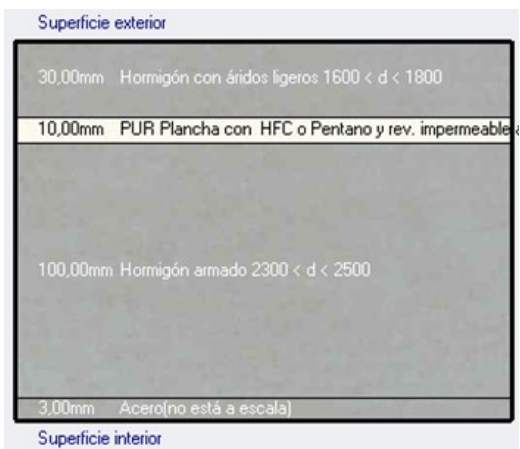 Superficie exterior
30,00mm Hormigón con áridos ligeros 1600 < d < 1800
10,00mm PUR Plancha con HFC o Pentano y rev. impermeable
100,00mm Hormigón armado 2300 < d < 2500
3,00mm Acero(no está a escala)
Superficie interior